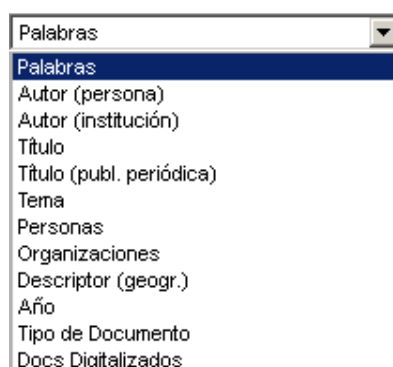 Palabras
Palabras
Autor (persona)
Autor (institución)
Título
Título (publ. periódica)
Tema
Personas
Organizaciones
Descriptor (geogr.)
Año
Tipo de Documento
Docs Digitalizados